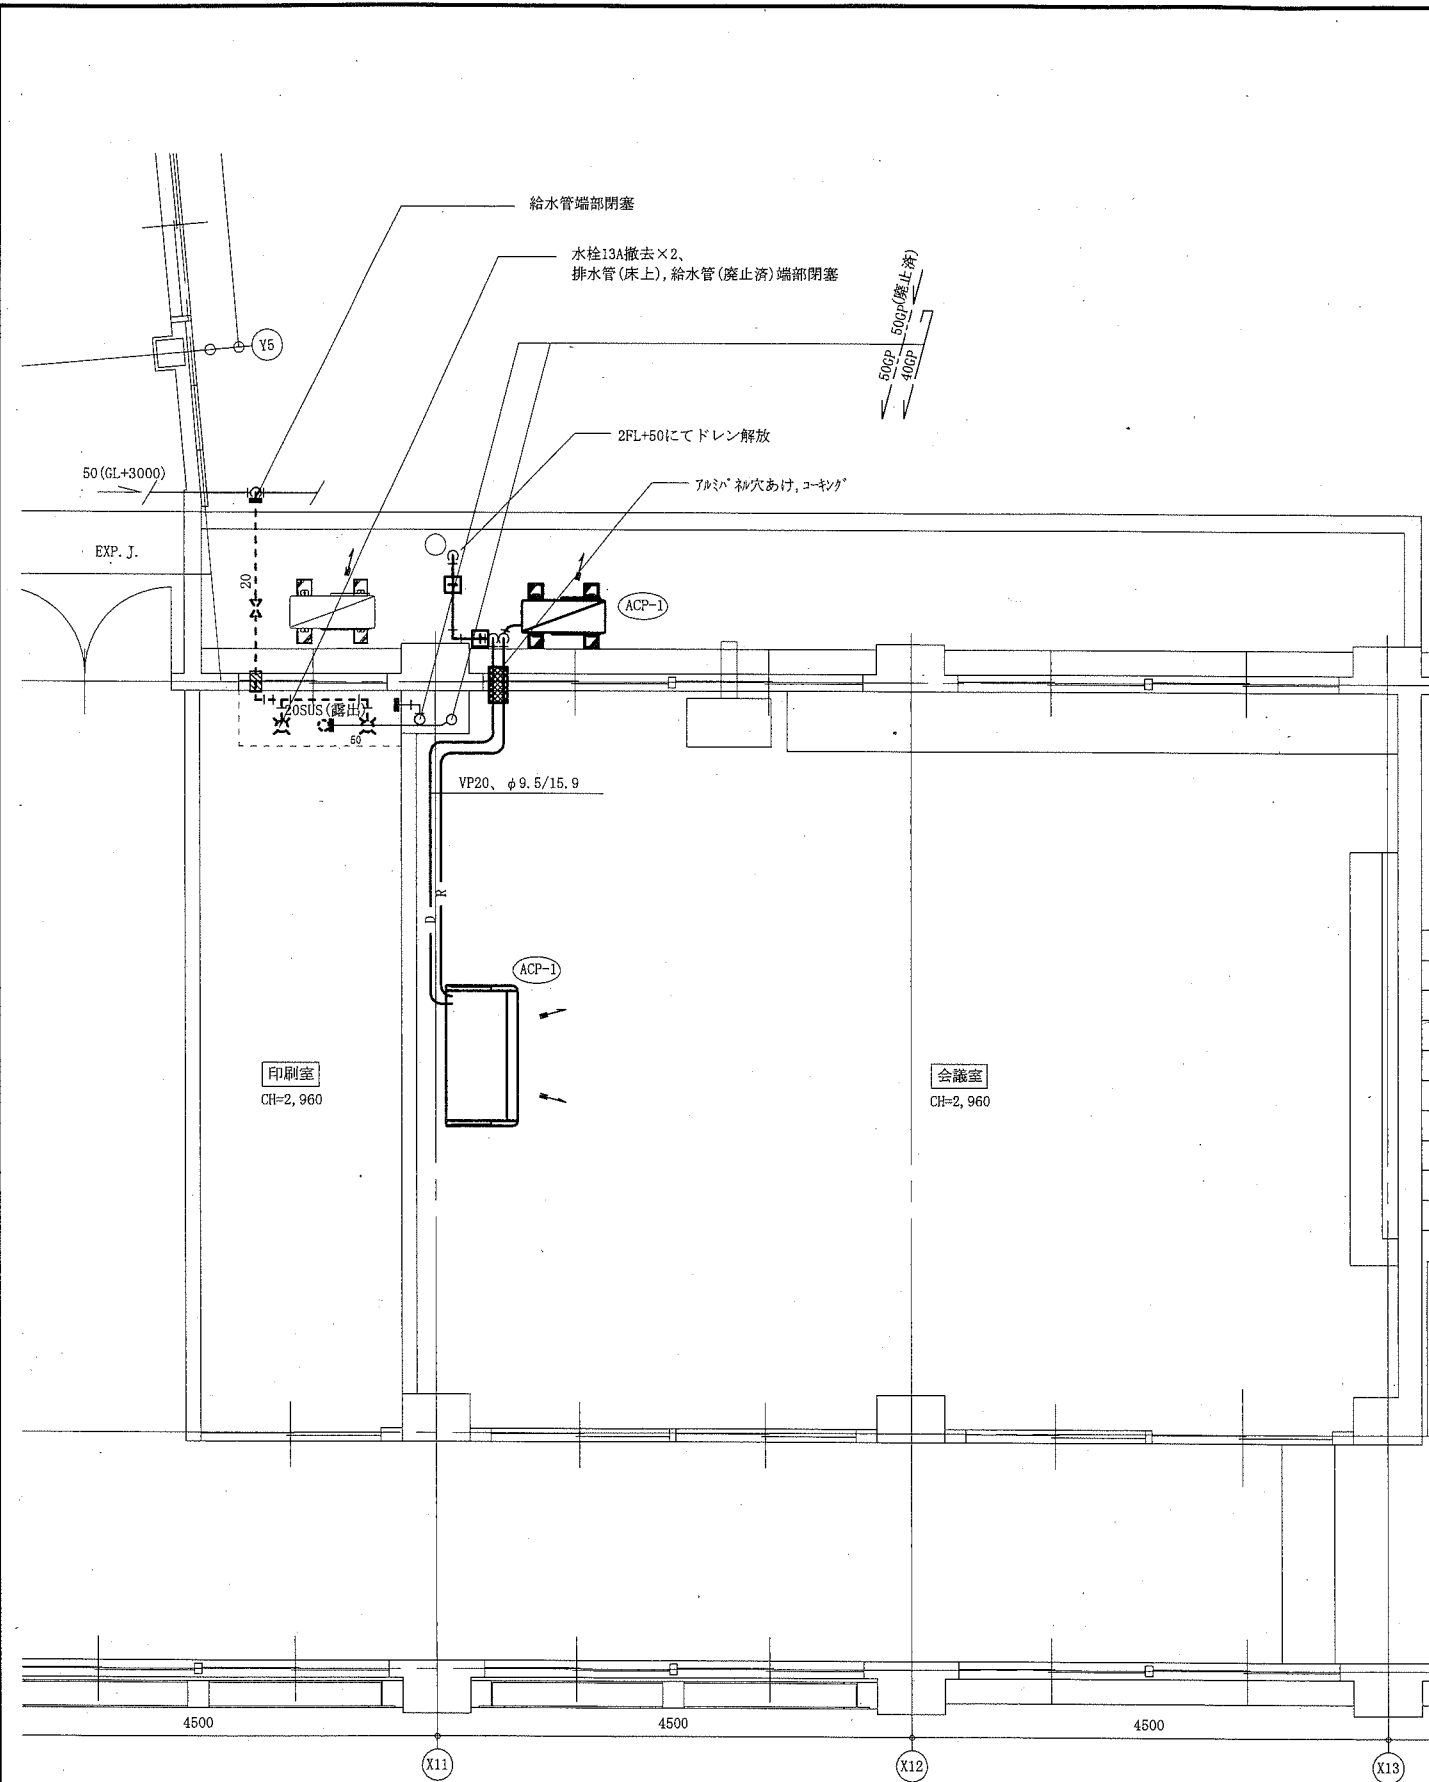 給水管端部閉塞
水栓13A撤去×2、
排水管(床上),給水管(廃止済)端部閉塞
50GP(廃止済)
50GP
40GP
Y5
2FL+50にてドレン解放
50(GL+3000)
アルミパネル穴あけ,コーキング
EXP. J.
20
ACP-1
20SUS(露出)
50
VP20、φ9.5/15.9
R
D
ACP-1
印刷室
CH=2,960
会議室
CH=2,960
4500
4500
4500
X11
X12
X13